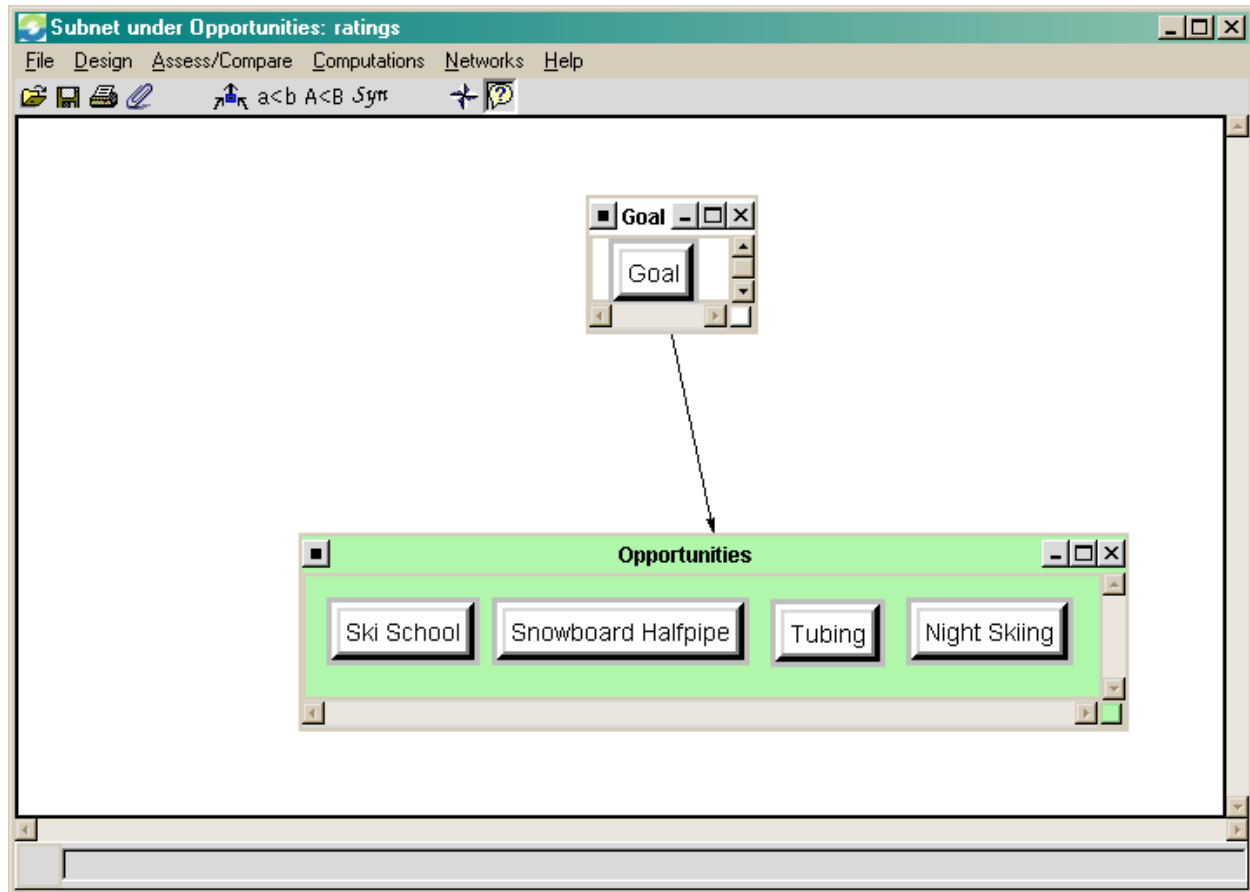 Subnet under Opportunities: ratings
File Design Assess/Compare Computations Networks Help
a<b A<B Syn
Goal
Goal
Opportunities
Ski School Snowboard Halfpipe Tubing Night Skiing